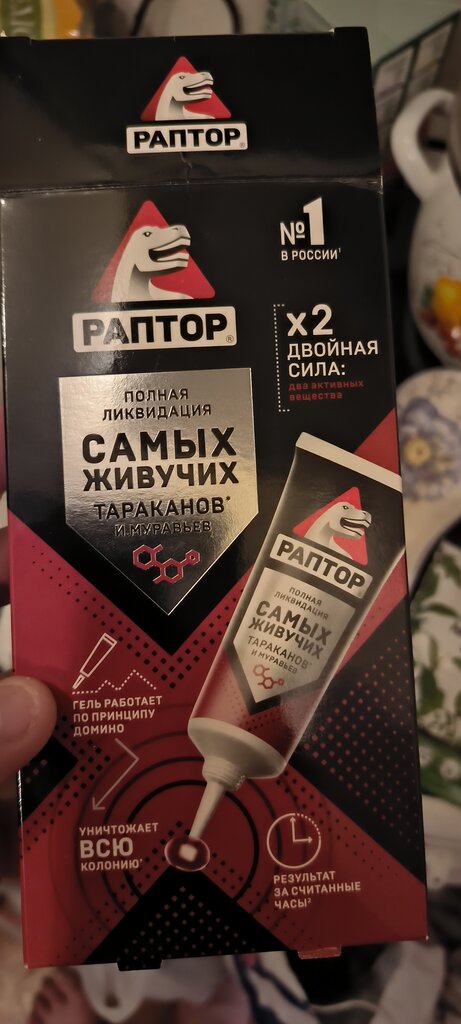 РАПТОР®
№1
В РОССИИ¹
РАПТОР®
х2
ДВОЙНАЯ
СИЛА:
два активных
вещества
ПОЛНАЯ
ЛИКВИДАЦИЯ
САМЫХ
ЖИВУЧИХ
ТАРАКАНОВ*
И МУРАВЬЕВ
РАПТОР
ПОЛНАЯ
ЛИКВИДАЦИЯ
САМЫХ
ЖИВУЧИХ
ТАРАКАНОВ*
И МУРАВЬЕВ
ГЕЛЬ РАБОТАЕТ
ПО ПРИНЦИПУ
ДОМИНО
УНИЧТОЖАЕТ
ВСЮ
КОЛОНИЮ*
РЕЗУЛЬТАТ
ЗА СЧИТАННЫЕ
ЧАСЫ²